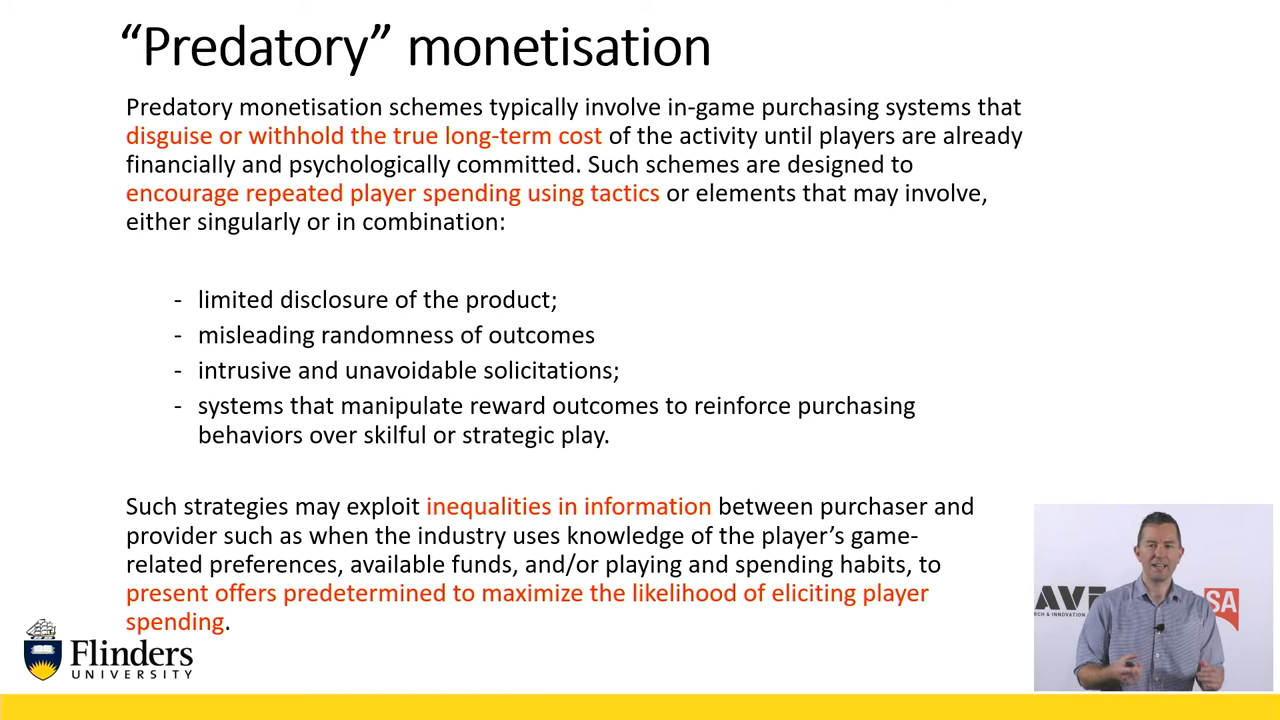 “Predatory” monetisation
Predatory monetisation schemes typically involve in-game purchasing systems that
disguise or withhold the true long-term cost of the activity until players are already
financially and psychologically committed. Such schemes are designed to
encourage repeated player spending using tactics or elements that may involve,
either singularly or in combination:
- limited disclosure of the product;
- misleading randomness of outcomes
- intrusive and unavoidable solicitations;
- systems that manipulate reward outcomes to reinforce purchasing
behaviors over skilful or strategic play.
Such strategies may exploit inequalities in information between purchaser and
provider such as when the industry uses knowledge of the player’s game-
related preferences, available funds, and/or playing and spending habits, to
present offers predetermined to maximize the likelihood of eliciting player
spending.
Flinders
UNIVERSITY
AVI
SA
RCH & INNOVATION